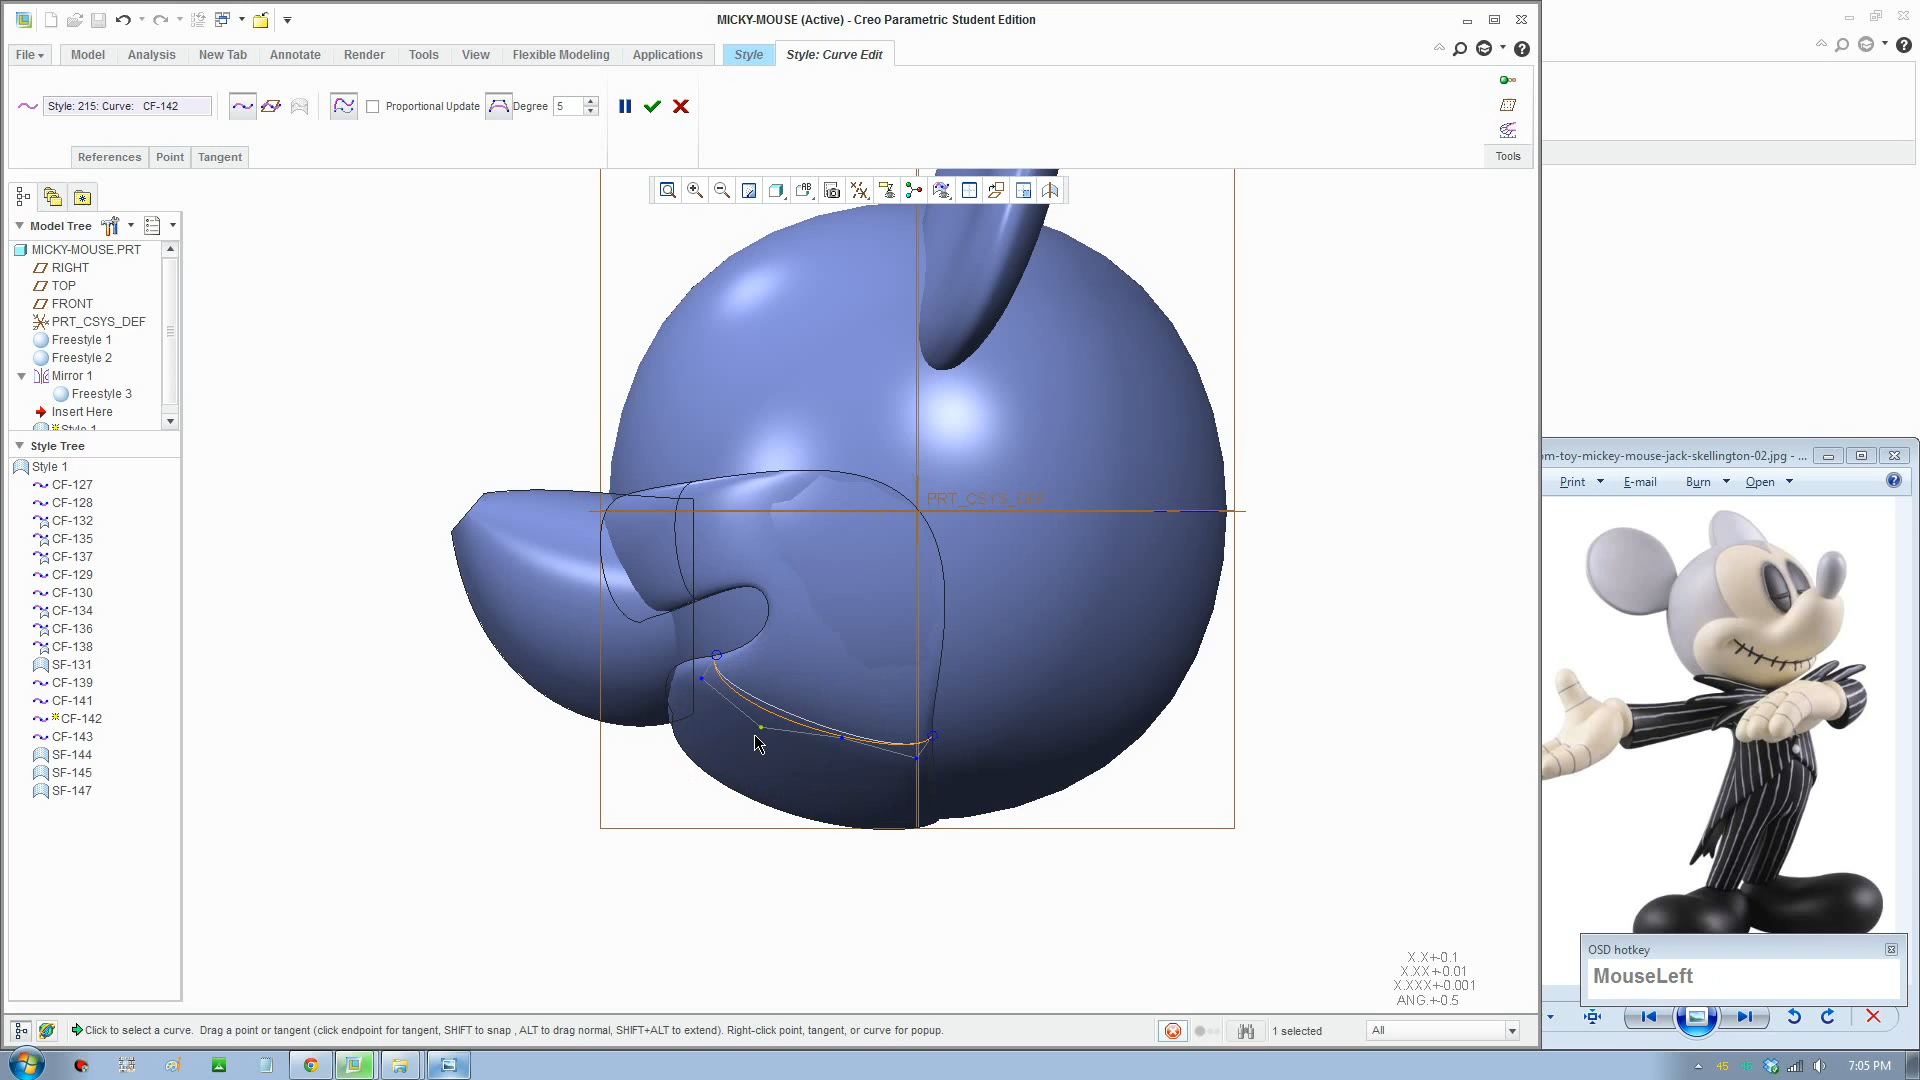 MICKY-MOUSE (Active) - Creo Parametric Student Edition
File
Model
Analysis
New Tab
Annotate
Render
Tools
View
Flexible Modeling
Applications
Style
Style: Curve Edit
Style: 215: Curve: CF-142
Proportional Update
Degree
5
References
Point
Tangent
Tools
Model Tree
MICKY-MOUSE.PRT
RIGHT
TOP
FRONT
PRT_CSYS_DEF
Freestyle 1
Freestyle 2
Mirror 1
Freestyle 3
Insert Here
Style 1
Style Tree
Style 1
CF-127
CF-128
CF-132
CF-135
CF-137
CF-129
CF-130
CF-134
CF-136
CF-138
SF-131
CF-139
CF-141
CF-142
CF-143
SF-144
SF-145
SF-147
PRT_CSYS_DEF
X.X+-0.1
X.XX+-0.01
X.XXX+-0.001
ANG.+-0.5
Click to select a curve. Drag a point or tangent (click endpoint for tangent, SHIFT to snap , ALT to drag normal, SHIFT+ALT to extend). Right-click point, tangent, or curve for popup.
1 selected
All
om-toy-mickey-mouse-jack-skellington-02.jpg - ...
Print
E-mail
Burn
Open
OSD hotkey
MouseLeft
45
7:05 PM